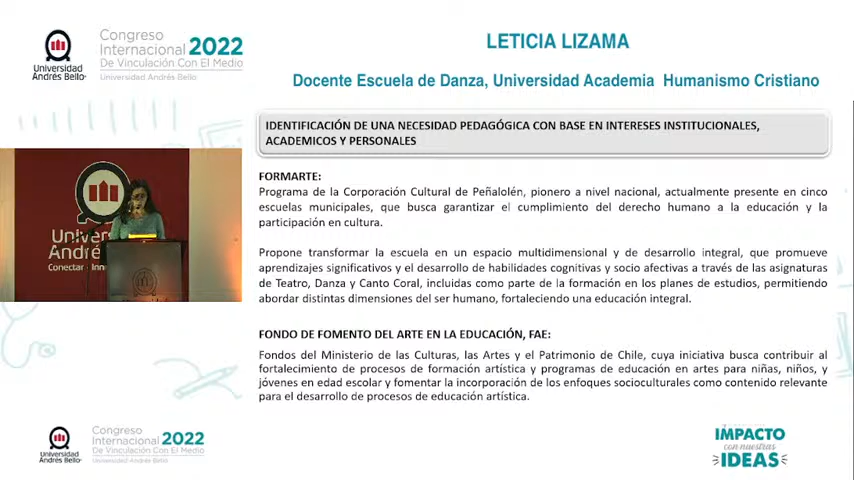 Universidad
Andrés Bello®
Congreso
Internacional 2022
De Vinculación Con El Medio
Universidad Andrés Bello
LETICIA LIZAMA
Docente Escuela de Danza, Universidad Academia Humanismo Cristiano
IDENTIFICACIÓN DE UNA NECESIDAD PEDAGÓGICA CON BASE EN INTERESES INSTITUCIONALES,
ACADEMICOS Y PERSONALES
FORMARTE:
Programa de la Corporación Cultural de Peñalolén, pionero a nivel nacional, actualmente presente en cinco
escuelas municipales, que busca garantizar el cumplimiento del derecho humano a la educación y la
participación en cultura.
Propone transformar la escuela en un espacio multidimensional y de desarrollo integral, que promueve
aprendizajes significativos y el desarrollo de habilidades cognitivas y socio afectivas a través de las asignaturas
de Teatro, Danza y Canto Coral, incluidas como parte de la formación en los planes de estudios, permitiendo
abordar distintas dimensiones del ser humano, fortaleciendo una educación integral.
FONDO DE FOMENTO DEL ARTE EN LA EDUCACIÓN, FAE:
Fondos del Ministerio de las Culturas, las Artes y el Patrimonio de Chile, cuya iniciativa busca contribuir al
fortalecimiento de procesos de formación artística y programas de educación en artes para niñas, niños, y
jóvenes en edad escolar y fomentar la incorporación de los enfoques socioculturales como contenido relevante
para el desarrollo de procesos de educación artística.
Univers
André
Conectar
Universidad
Andrés Bello®
Congreso
Internacional 2022
De Vinculación Con El Medio
Universidad Andrés Bello
IMPACTO
con nuestras
IDEAS